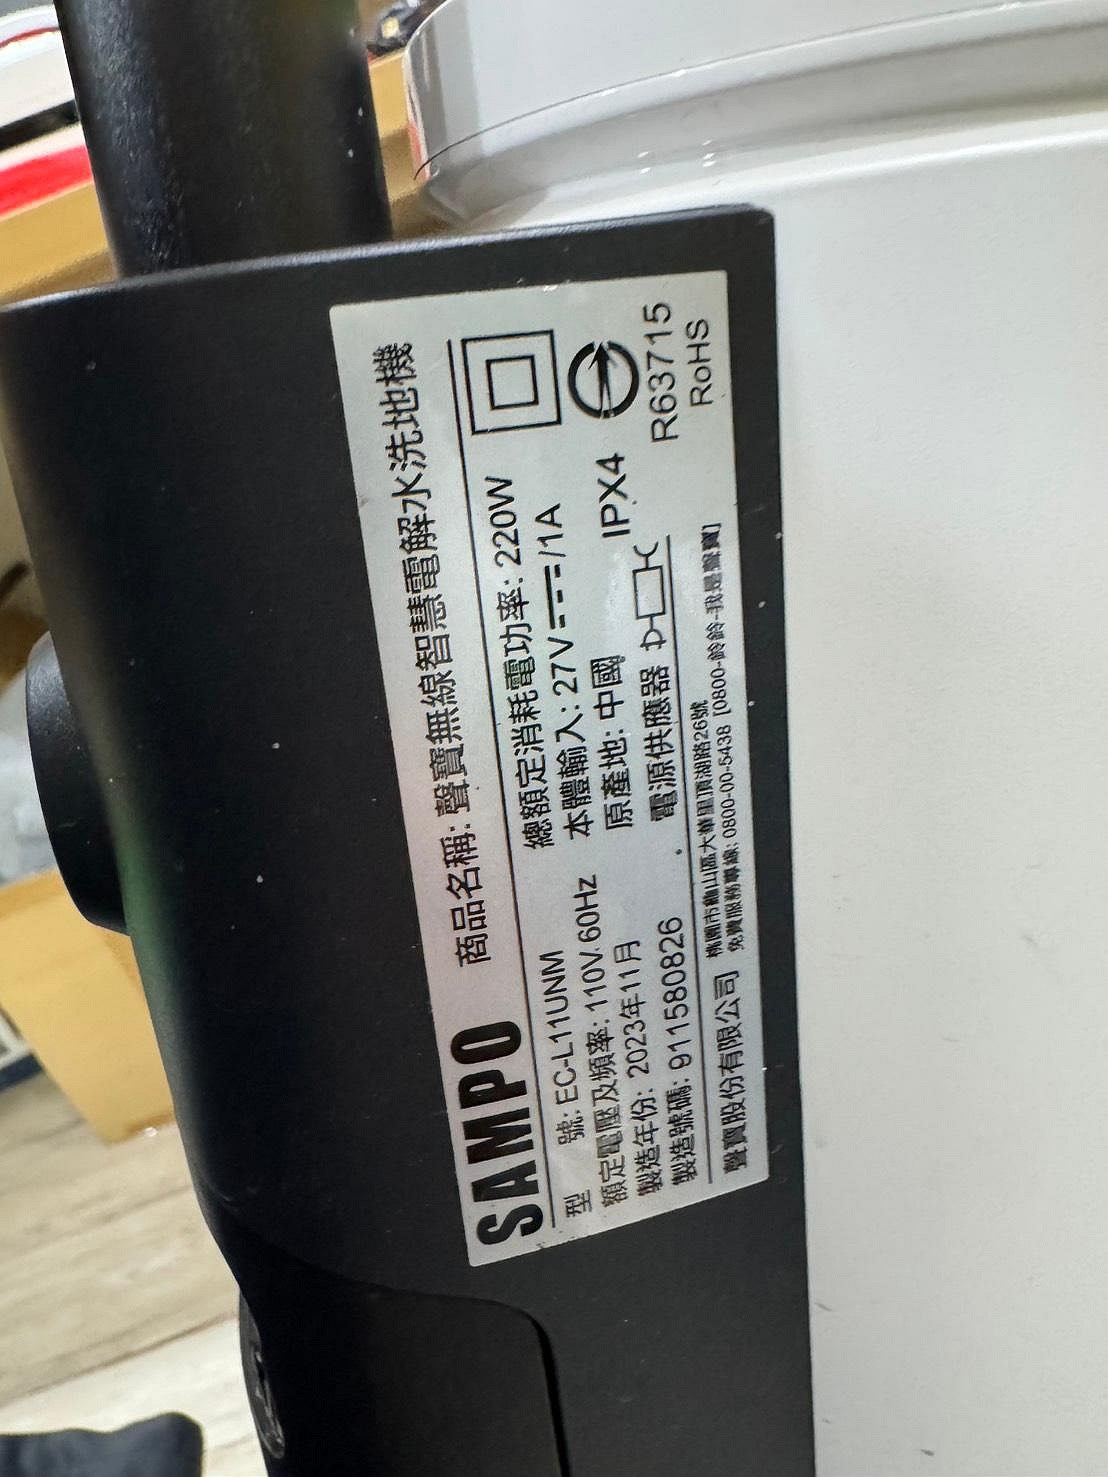 SAMPO 商品名稱: 聲寶無線智慧電解水洗地機
型 號: EC-L11UNM
額定電壓及頻率: 110V 60Hz
製造年份: 2023年11月
製造號碼: 911580826
總額定消耗電功率: 220W
本體輸入: 27V⎓/1A
原產地: 中國 IPX4
電源供應器
R63715
RoHS
聲寶股份有限公司
桃園市龜山區大華里頂湖路26號
免費服務專線: 0800-00-5438 [0800-鈴鈴-我是聲寶]